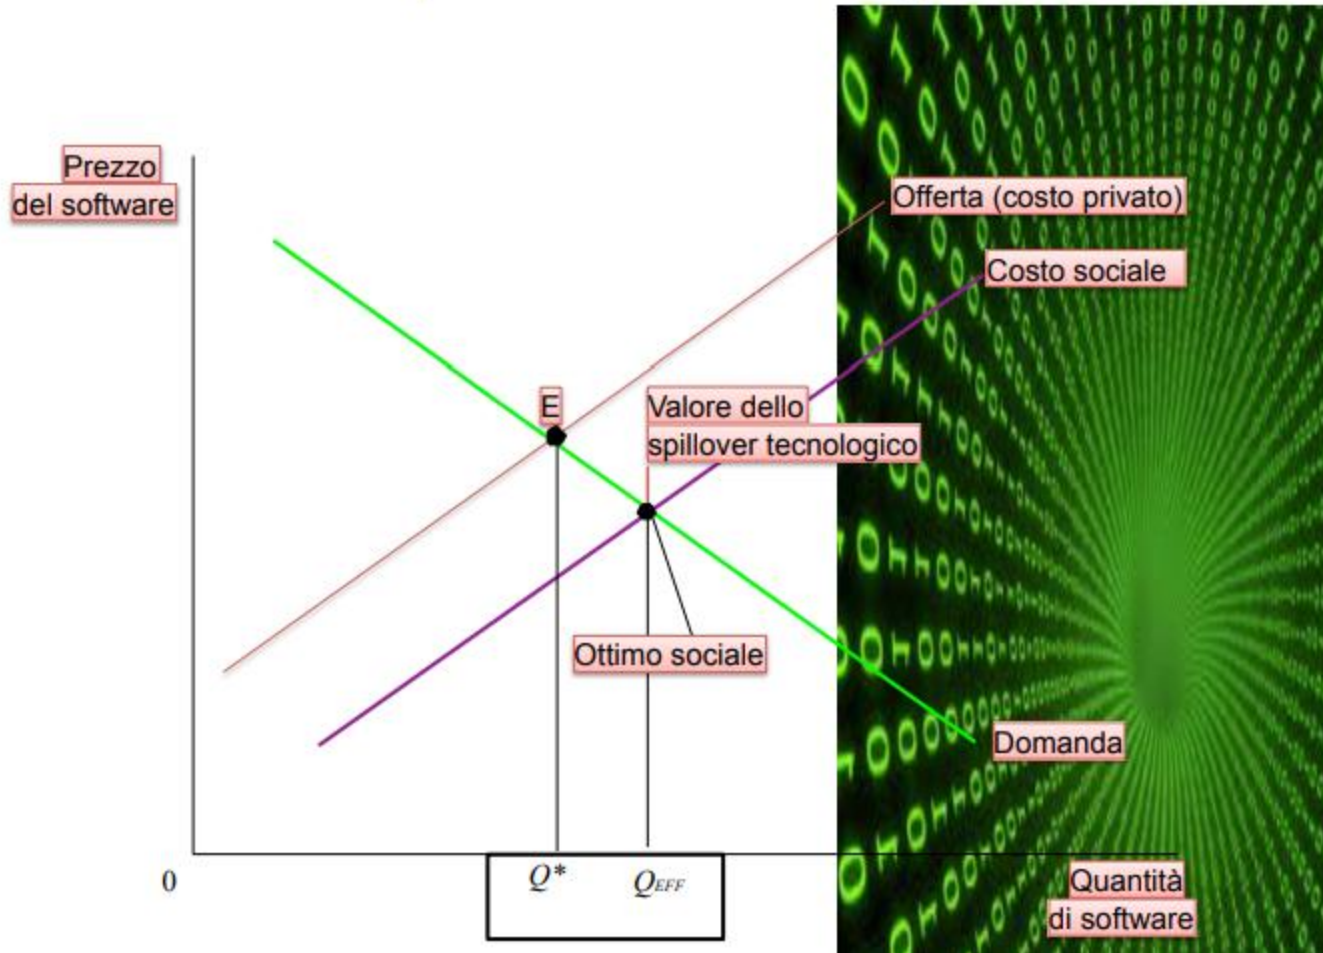 Prezzo
del software
Offerta (costo privato)
Costo sociale
E
Valore dello
spillover tecnologico
Ottimo sociale
Domanda
0
Q*
QEFF
Quantità
di software